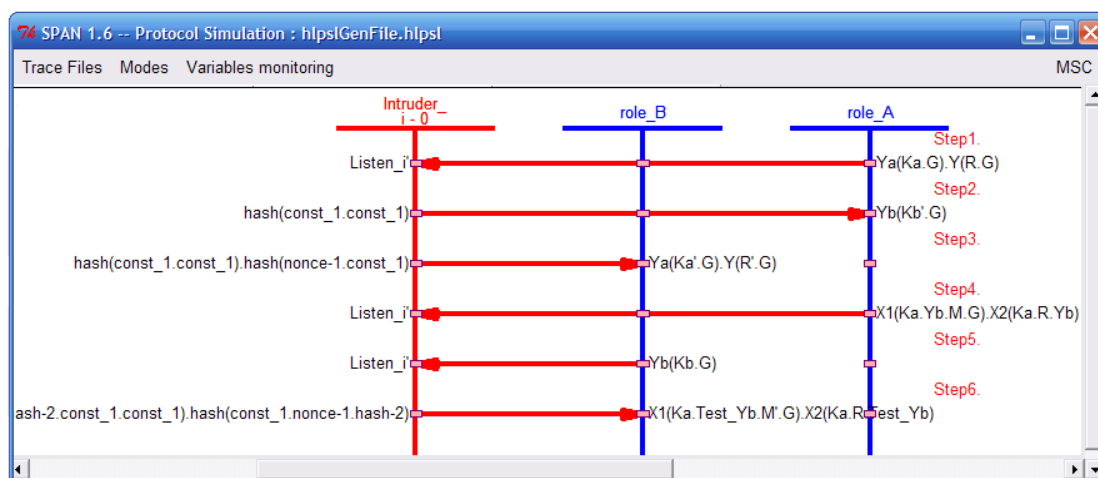 76 SPAN 1.6 -- Protocol Simulation : hlpslGenFile.hlpsl
Trace Files Modes Variables monitoring MSC
Intruder_
i - 0
role_B
role_A
Step1.
Listen_i' Ya(Ka.G).Y(R.G)
Step2.
hash(const_1.const_1) Yb(Kb'.G)
Step3.
hash(const_1.const_1).hash(nonce-1.const_1) Ya(Ka'.G).Y(R'.G)
Step4.
Listen_i' X1(Ka.Yb.M.G).X2(Ka.R.Yb)
Step5.
Listen_i' Yb(Kb.G)
Step6.
ash-2.const_1.const_1).hash(const_1.nonce-1.hash-2) X1(Ka.Test_Yb.M'.G).X2(Ka.R.Test_Yb)